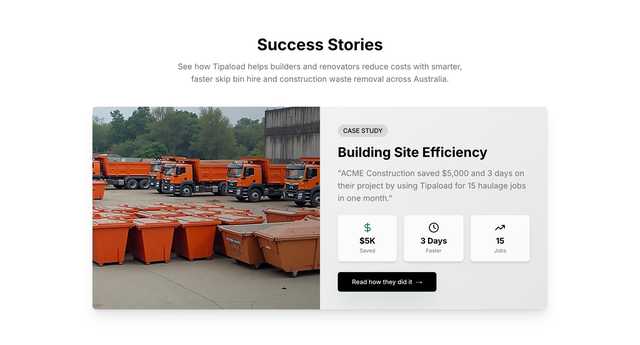 Success Stories
See how Tipaload helps builders and renovators reduce costs with smarter,
faster skip bin hire and construction waste removal across Australia.
CASE STUDY
Building Site Efficiency
"ACME Construction saved $5,000 and 3 days on
their project by using Tipaload for 15 haulage jobs
in one month."
$5K
Saved
3 Days
Faster
15
Jobs
Read how they did it →